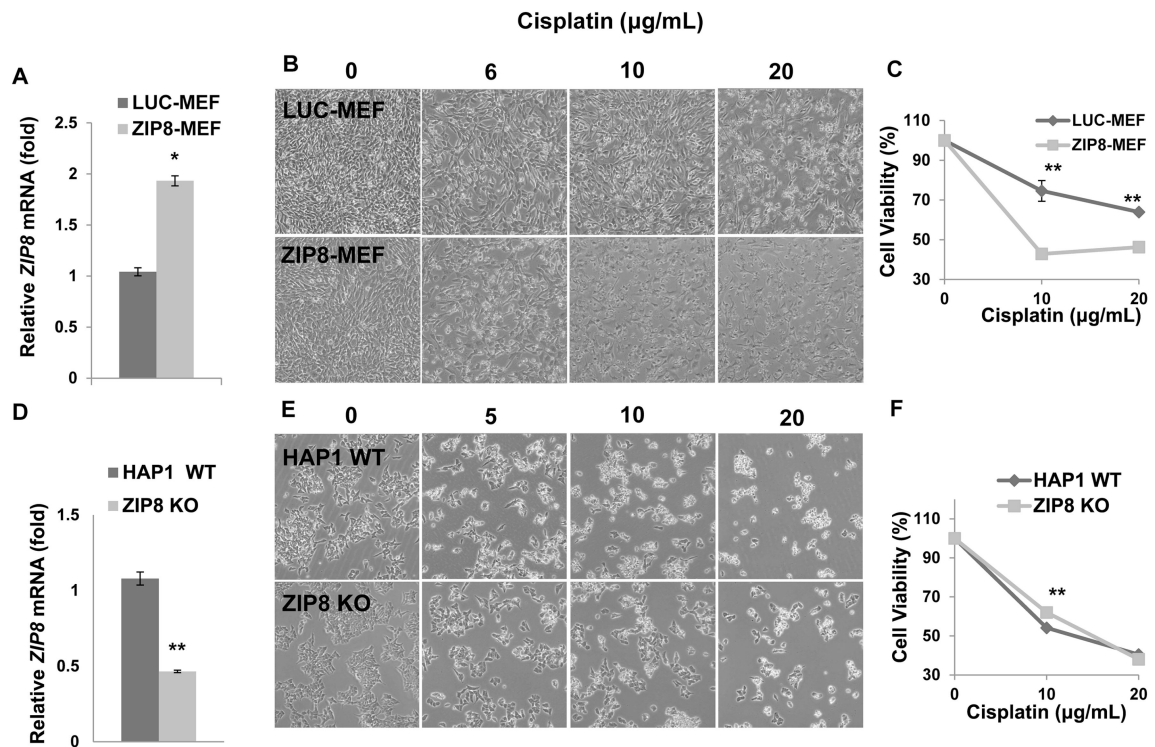 Cisplatin (µg/mL)
A
LUC-MEF
ZIP8-MEF
Relative ZIP8 mRNA (fold)
2.5
2
1.5
1
0.5
0
*
B
0 6 10 20
LUC-MEF
ZIP8-MEF
C
LUC-MEF
ZIP8-MEF
Cell Viability (%)
110
90
70
50
30
**
**
0 10 20
Cisplatin (µg/mL)
D
HAP1 WT
ZIP8 KO
Relative ZIP8 mRNA (fold)
1.5
1
0.5
0
**
E
0 5 10 20
HAP1 WT
ZIP8 KO
F
HAP1 WT
ZIP8 KO
Cell Viability (%)
110
90
70
50
30
**
0 10 20
Cisplatin (µg/mL)